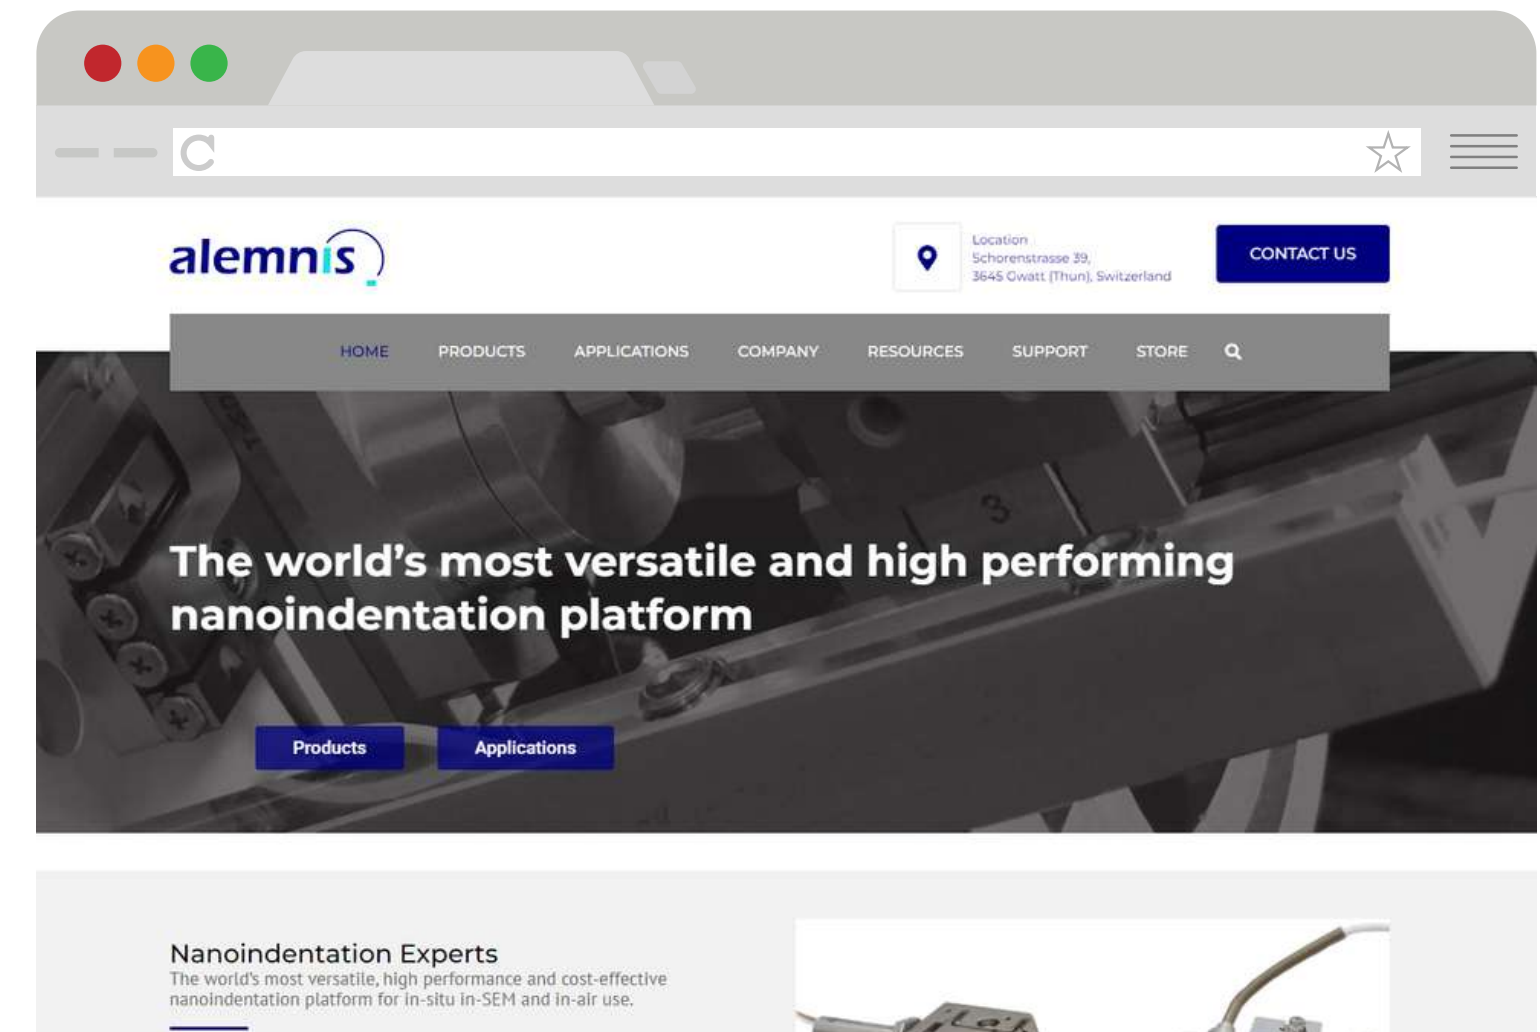 alemnis
Location
Schorenstrasse 39,
3645 Gwatt (Thun), Switzerland
CONTACT US
HOME PRODUCTS APPLICATIONS COMPANY RESOURCES SUPPORT STORE
3
The world's most versatile and high performing
nanoindentation platform
Products Applications
Nanoindentation Experts
The world's most versatile, high performance and cost-effective
nanoindentation platform for in-situ in-SEM and in-air use.